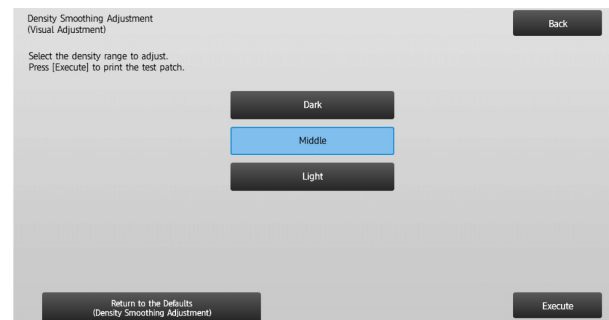 Density Smoothing Adjustment
(Visual Adjustment)
Back
Select the density range to adjust.
Press [Execute] to print the test patch.
Dark
Middle
Light
Return to the Defaults
(Density Smoothing Adjustment)
Execute